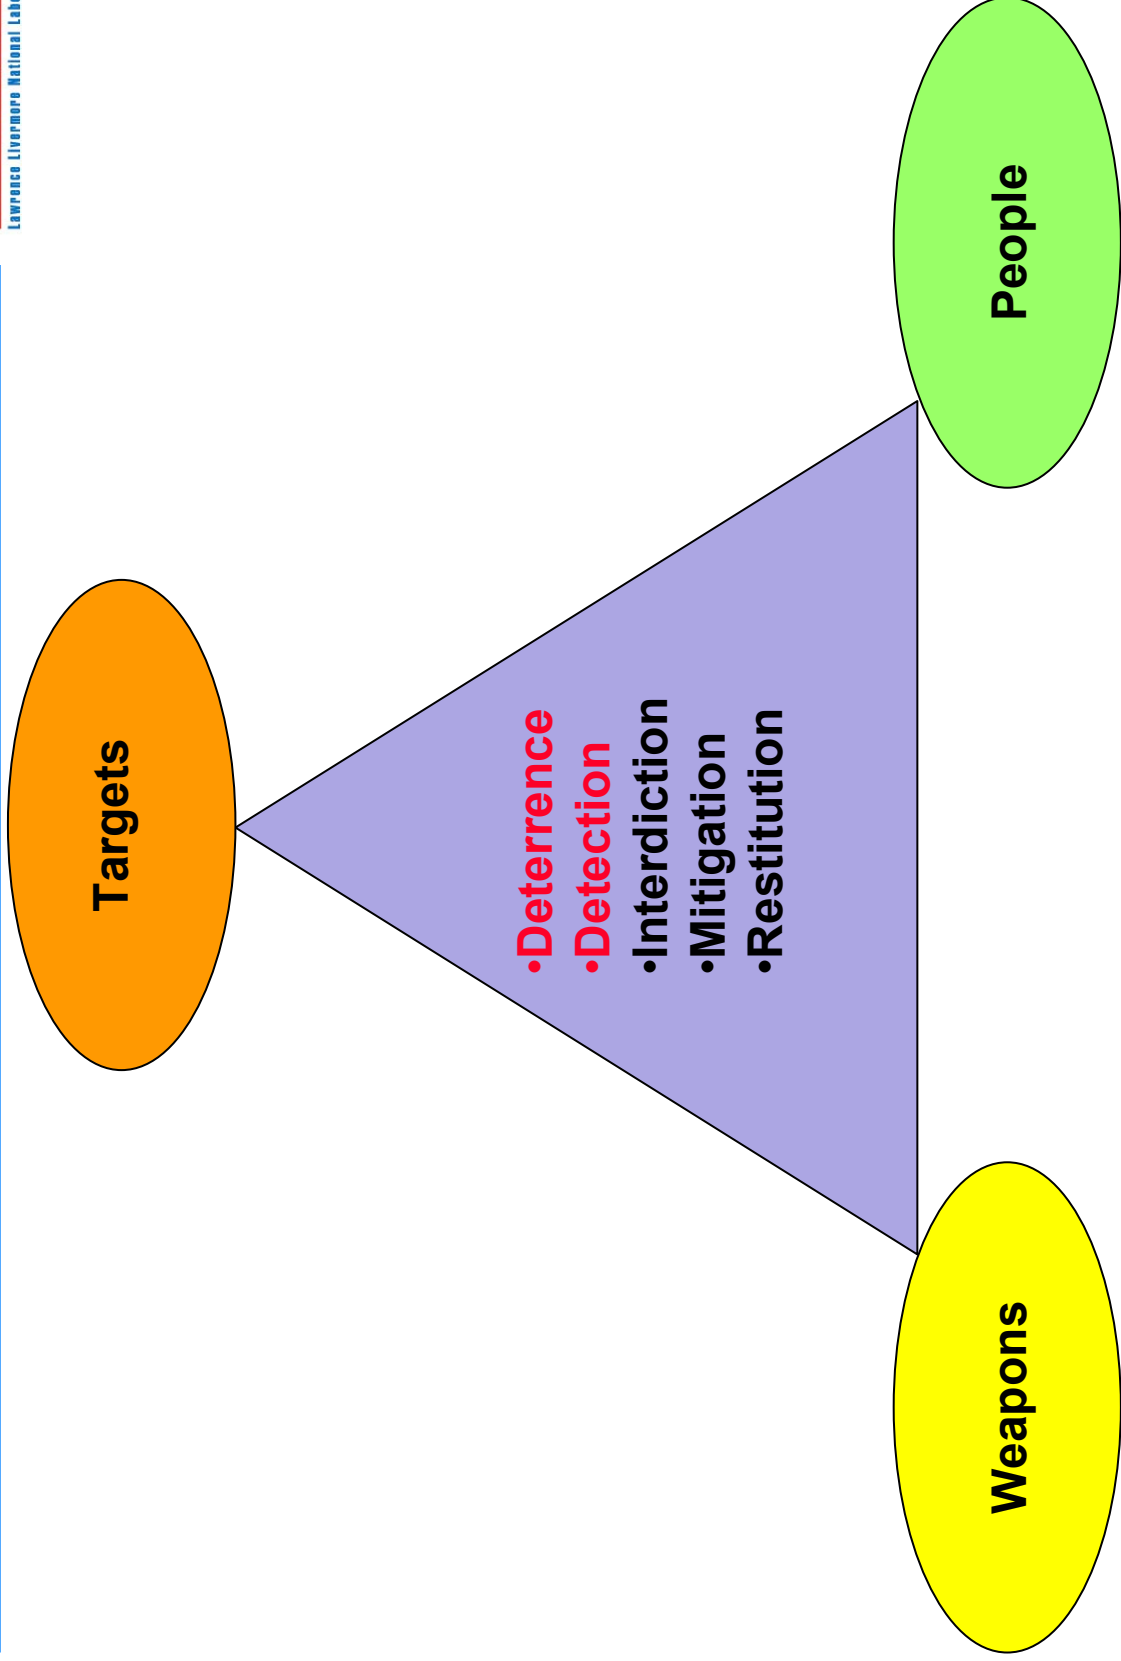 Lawrence Livermore National
Targets
•Deterrence
•Detection
•Interdiction
•Mitigation
•Restitution
Weapons
People